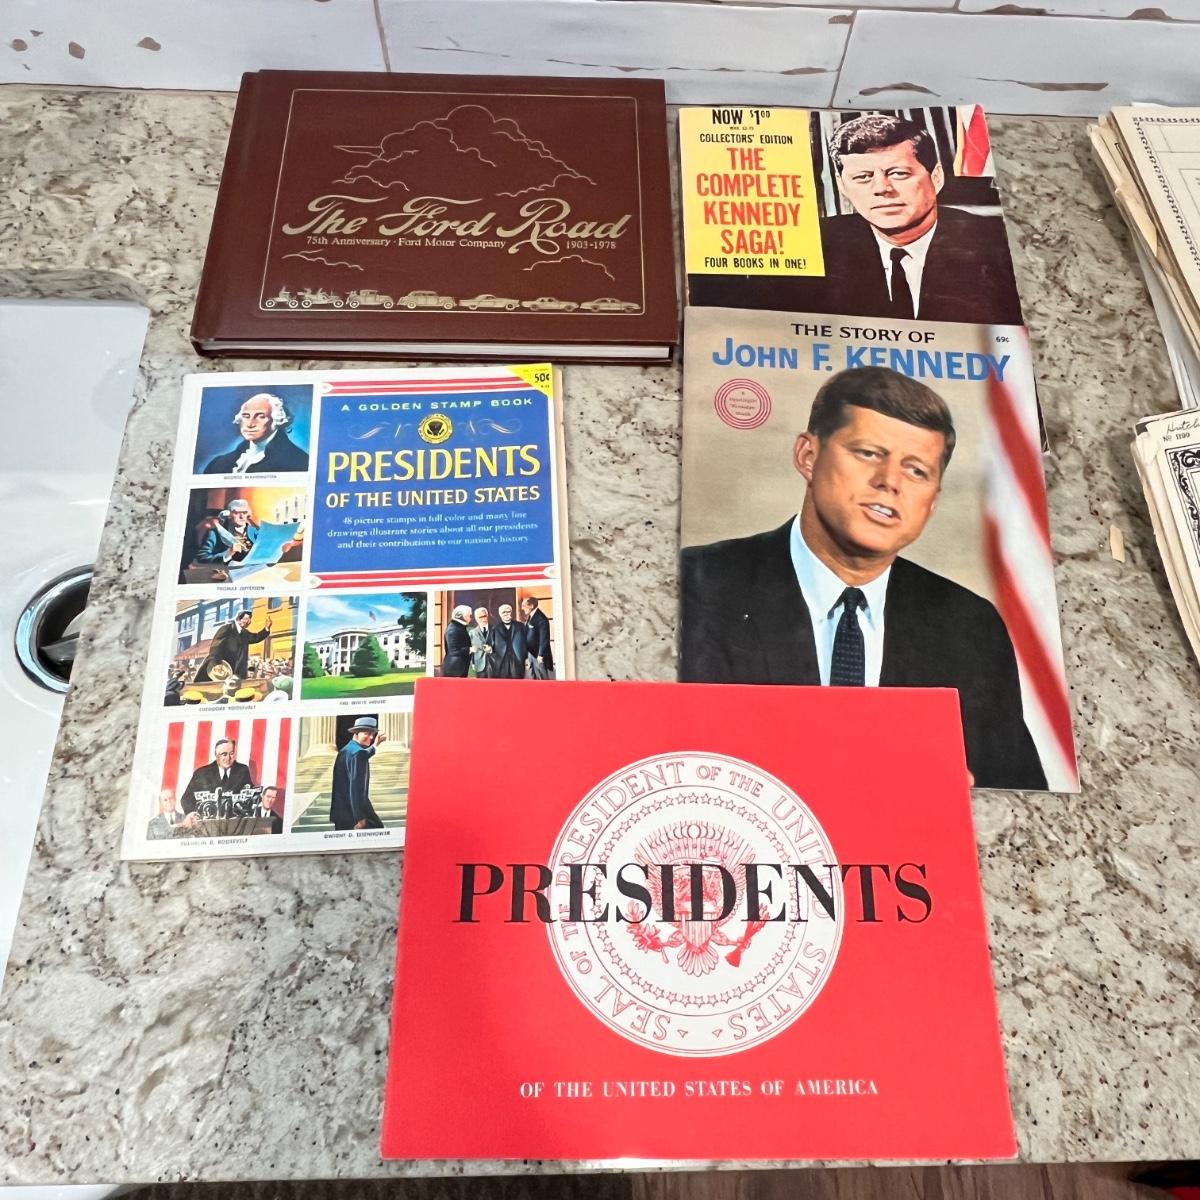 The Ford Road
75th Anniversary · Ford Motor Company 1903-1978
NOW $1.00
COLLECTORS' EDITION
THE
COMPLETE
KENNEDY
SAGA!
FOUR BOOKS IN ONE!
THE STORY OF
69¢
JOHN F. KENNEDY
50¢
A GOLDEN STAMP BOOK
PRESIDENTS
OF THE UNITED STATES
48 picture stamps in full color and many line
drawings illustrate stories about all our presidents
and their contributions to our nation's history.
GEORGE WASHINGTON
THOMAS JEFFERSON
THEODORE ROOSEVELT
THE WHITE HOUSE
FRANKLIN D. ROOSEVELT
DWIGHT D. EISENHOWER
SEAL OF THE PRESIDENT OF THE UNITED STATES
PRESIDENTS
OF THE UNITED STATES OF AMERICA
No 1199